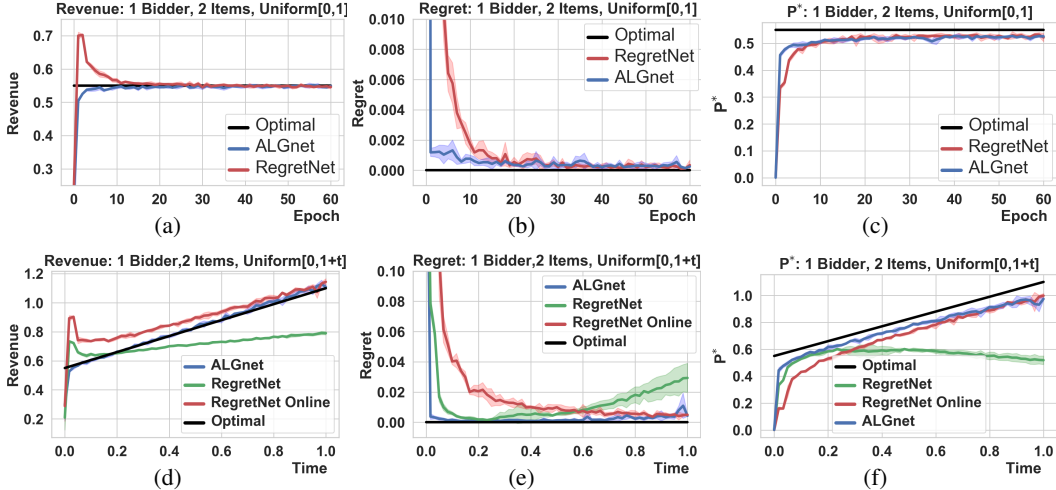 Revenue: 1 Bidder, 2 Items, Uniform[0,1]
Revenue
0.7
0.6
0.5
0.4
0.3
Optimal
ALGnet
RegretNet
0 10 20 30 40 50 60
Epoch
(a)
Regret: 1 Bidder, 2 Items, Uniform[0,1]
Regret
0.010
0.008
0.006
0.004
0.002
0.000
Optimal
RegretNet
ALGnet
0 10 20 30 40 50 60
Epoch
(b)
P*: 1 Bidder, 2 Items, Uniform[0,1]
P*
0.5
0.4
0.3
0.2
0.1
0.0
Optimal
RegretNet
ALGnet
0 10 20 30 40 50 60
Epoch
(c)
Revenue: 1 Bidder,2 Items, Uniform[0,1+t]
Revenue
1.2
1.0
0.8
0.6
0.4
0.2
ALGnet
RegretNet
RegretNet Online
Optimal
0.0 0.2 0.4 0.6 0.8 1.0
Time
(d)
Regret: 1 Bidder,2 Items, Uniform[0,1+t]
Regret
0.10
0.08
0.06
0.04
0.02
0.00
ALGnet
RegretNet
RegretNet Online
Optimal
0.0 0.2 0.4 0.6 0.8 1.0
Time
(e)
P*: 1 Bidder, 2 Items, Uniform[0,1+t]
P*
1.0
0.8
0.6
0.4
0.2
0.0
Optimal
RegretNet
RegretNet Online
ALGnet
0.0 0.2 0.4 0.6 0.8 1.0
Time
(f)